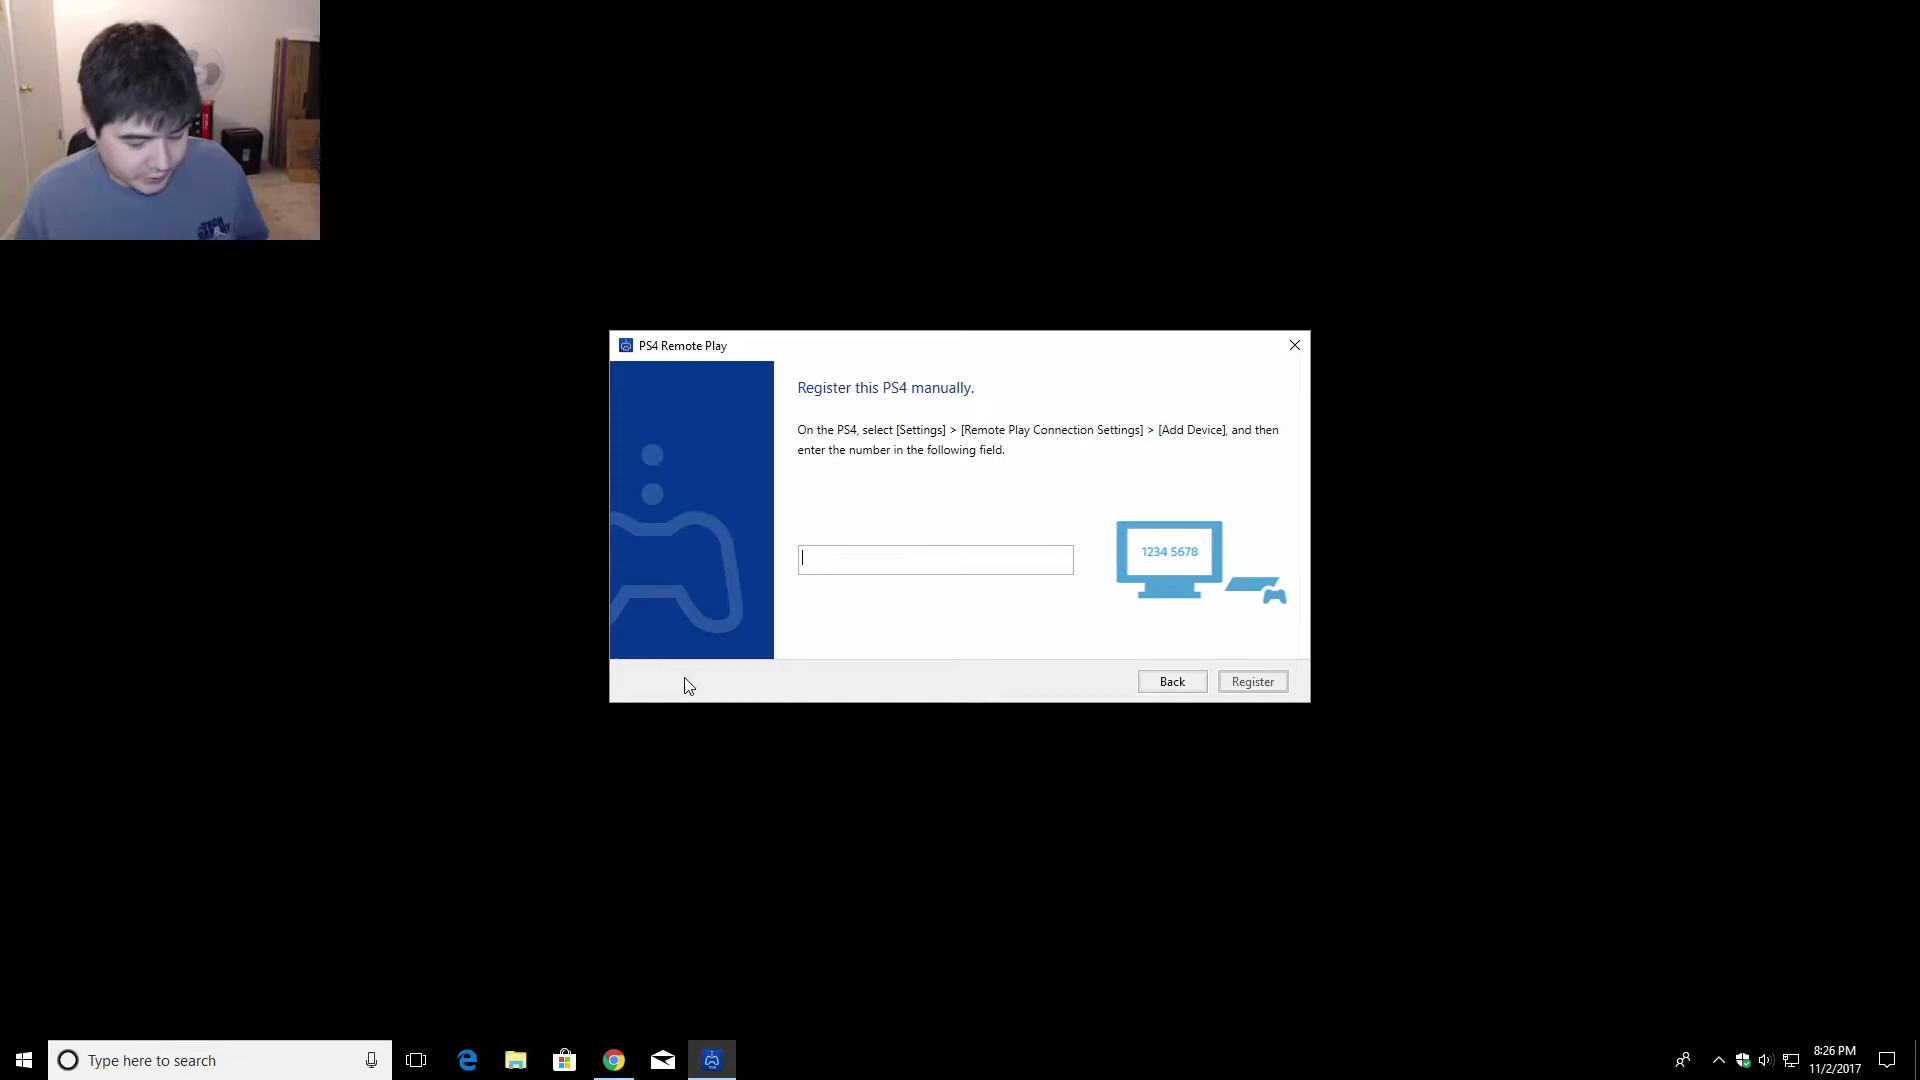 PS4 Remote Play
Register this PS4 manually.
On the PS4, select [Settings] > [Remote Play Connection Settings] > [Add Device], and then
enter the number in the following field.
1234 5678
Back
Register
Type here to search
8:26 PM
11/2/2017